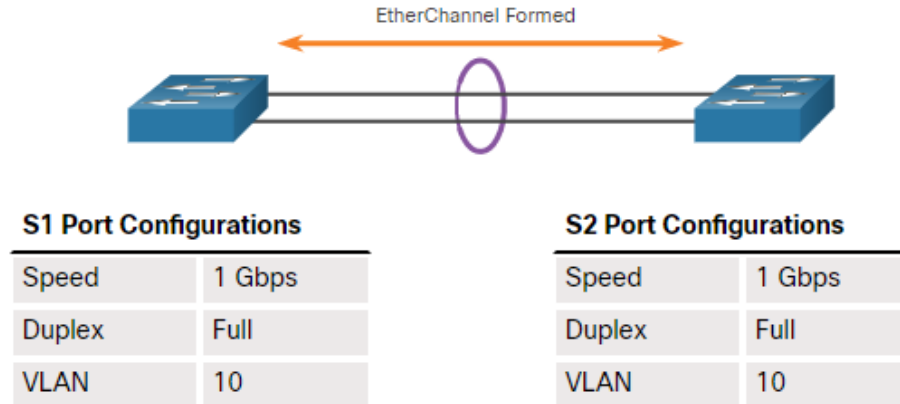 EtherChannel Formed
S1 Port Configurations
Speed 1 Gbps
Duplex Full
VLAN 10
S2 Port Configurations
Speed 1 Gbps
Duplex Full
VLAN 10